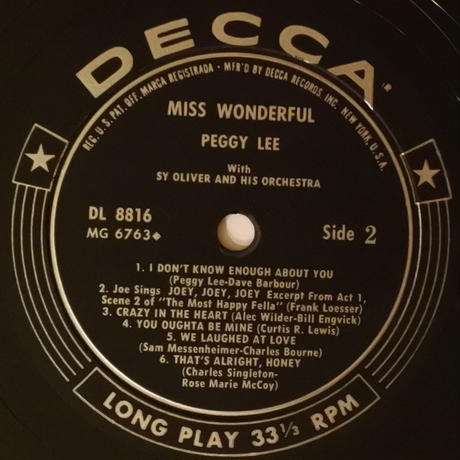 DECCA®
REG. U.S. PAT. OFF. MARCA REGISTRADA • MFR'D BY DECCA RECORDS, INC., NEW YORK, U.S.A.
MISS WONDERFUL
PEGGY LEE
With
SY OLIVER AND HIS ORCHESTRA
DL 8816
MG 6763◆
Side 2
1. I DON'T KNOW ENOUGH ABOUT YOU
(Peggy Lee-Dave Barbour)
2. Joe Sings JOEY, JOEY, JOEY Excerpt From Act 1,
Scene 2 of "The Most Happy Fella" (Frank Loesser)
3. CRAZY IN THE HEART (Alec Wilder-Bill Engvick)
4. YOU OUGHTA BE MINE (Curtis R. Lewis)
5. WE LAUGHED AT LOVE
(Sam Messenheimer-Charles Bourne)
6. THAT'S ALRIGHT, HONEY
(Charles Singleton-
Rose Marie McCoy)
LONG PLAY 33⅓ RPM